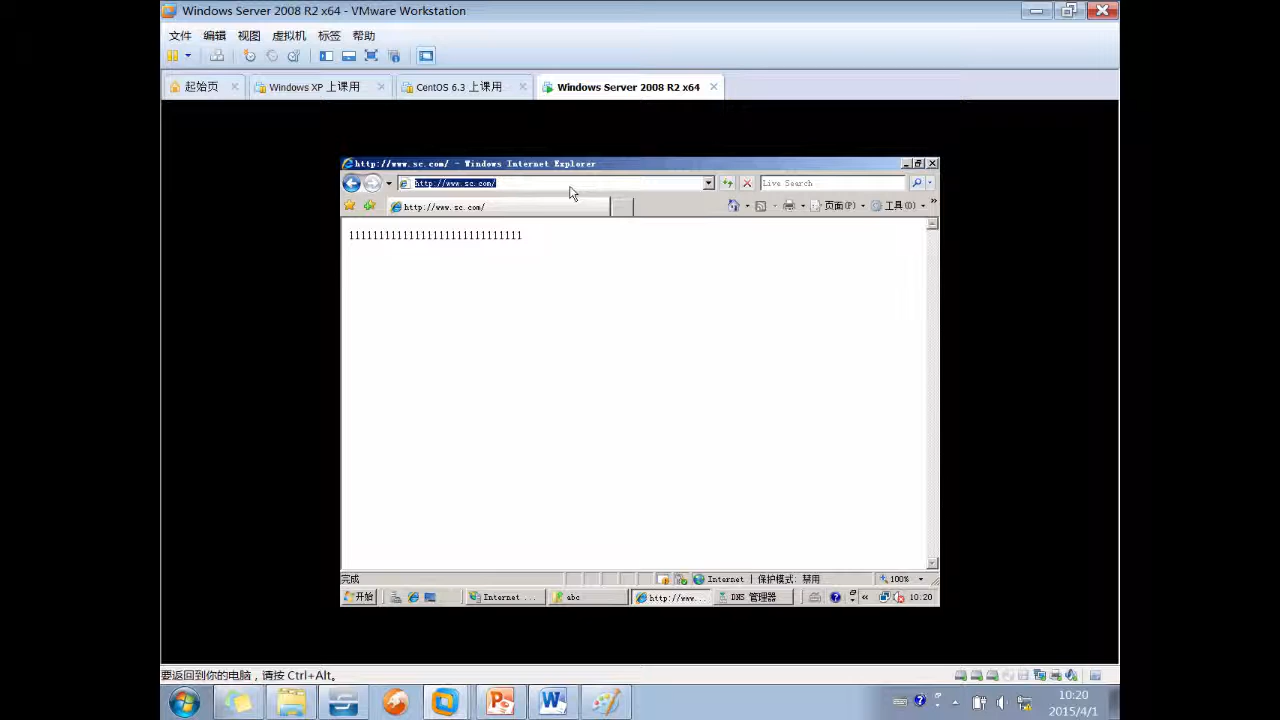 Windows Server 2008 R2 x64 - VMware Workstation
文件 编辑 视图 虚拟机 标签 帮助
起始页 Windows XP 上课用 CentOS 6.3 上课用 Windows Server 2008 R2 x64
http://www.sc.com/ - Windows Internet Explorer
http://www.sc.com/ Live Search
http://www.sc.com/ 页面(P) 工具(O)
11111111111111111111111111111
完成 Internet | 保护模式: 禁用 100%
开始 Internet ... abc http://www... DNS 管理器 10:20
要返回到你的电脑，请按 Ctrl+Alt。
10:20
2015/4/1